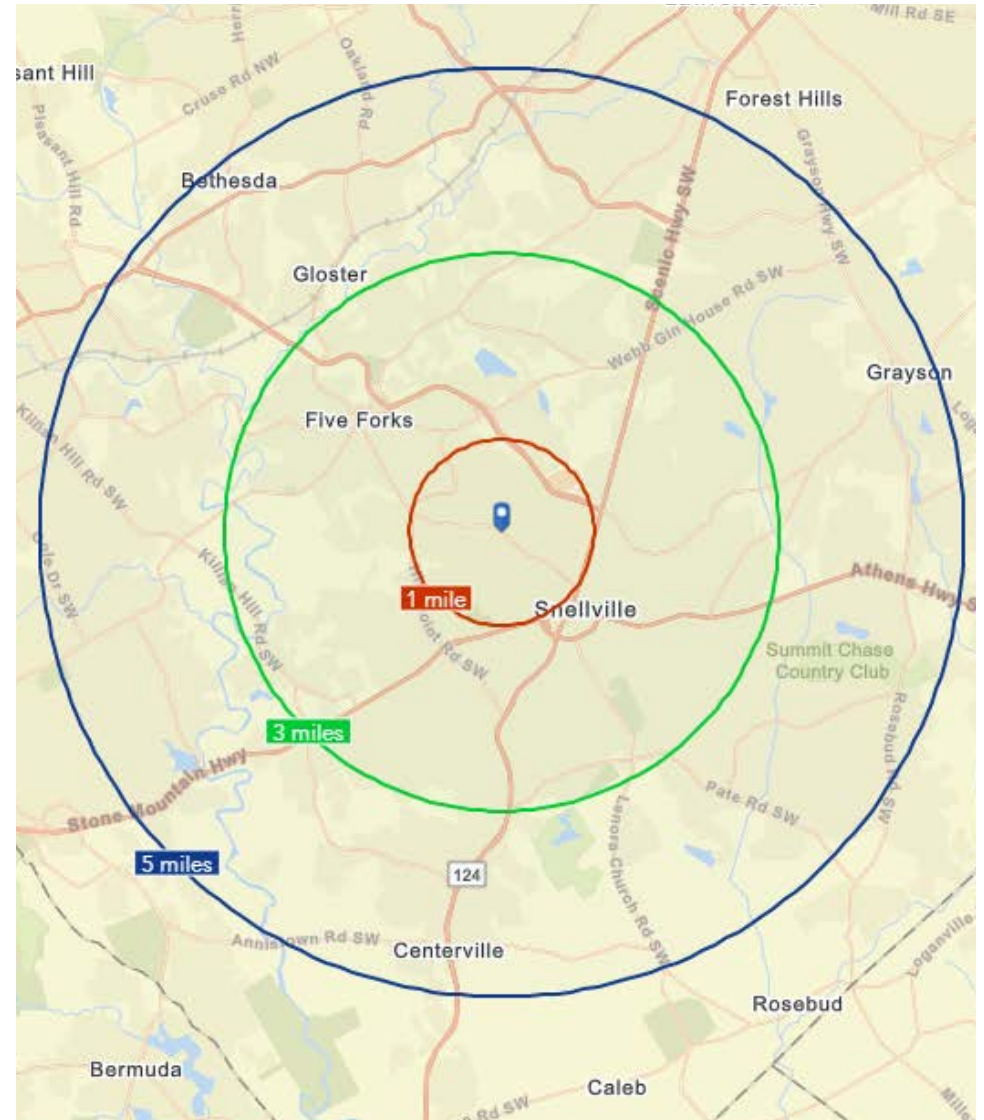 Mill Rd SE
sant Hill
Cruse Rd NW
Oakland Rd
Forest Hills
Pleasant Hill Rd
Bethesda
Grayson Hwy SW
Scenic Hwy SW
Gloster
Webb Gin House Rd SW
Grayson
Five Forks
Killian Hill Rd SW
Killian Hill Rd SW
Cole Dr SW
1 mile
Snellville
Athens Hwy S
Summit Chase
Country Club
3 miles
Rosebud Rd SW
Stone Mountain Hwy
Pate Rd SW
Lenora Church Rd SW
5 miles
124
Annistown Rd SW
Centerville
Loganville
Rosebud
Bermuda
Caleb
Rd SW